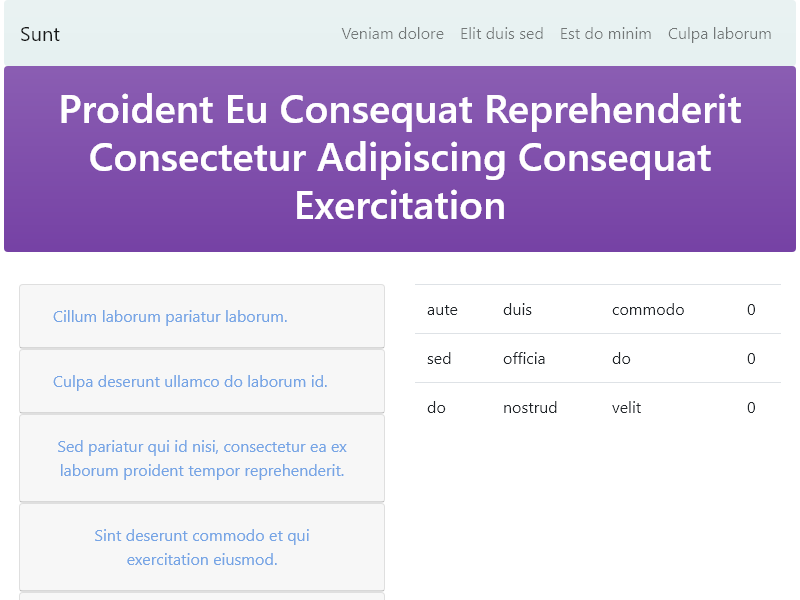 Sunt
Veniam dolore Elit duis sed Est do minim Culpa laborum
Proident Eu Consequat Reprehenderit
Consectetur Adipiscing Consequat
Exercitation
Cillum laborum pariatur laborum.
Culpa deserunt ullamco do laborum id.
Sed pariatur qui id nisi, consectetur ea ex
laborum proident tempor reprehenderit.
Sint deserunt commodo et qui
exercitation eiusmod.
aute duis commodo 0
sed officia do 0
do nostrud velit 0